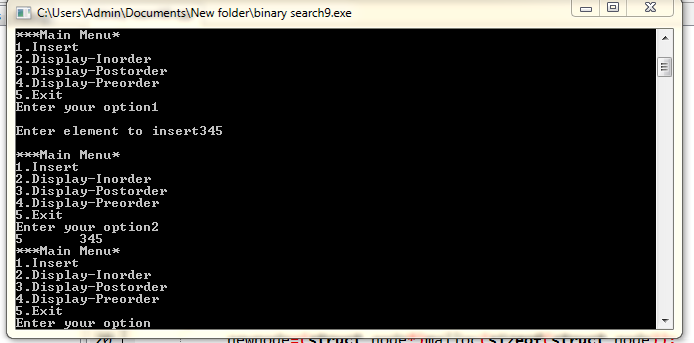 C:\Users\Admin\Documents\New folder\binary search9.exe
***Main Menu*
1.Insert
2.Display-Inorder
3.Display-Postorder
4.Display-Preorder
5.Exit
Enter your option1
Enter element to insert345
***Main Menu*
1.Insert
2.Display-Inorder
3.Display-Postorder
4.Display-Preorder
5.Exit
Enter your option2
5 345
***Main Menu*
1.Insert
2.Display-Inorder
3.Display-Postorder
4.Display-Preorder
5.Exit
Enter your option